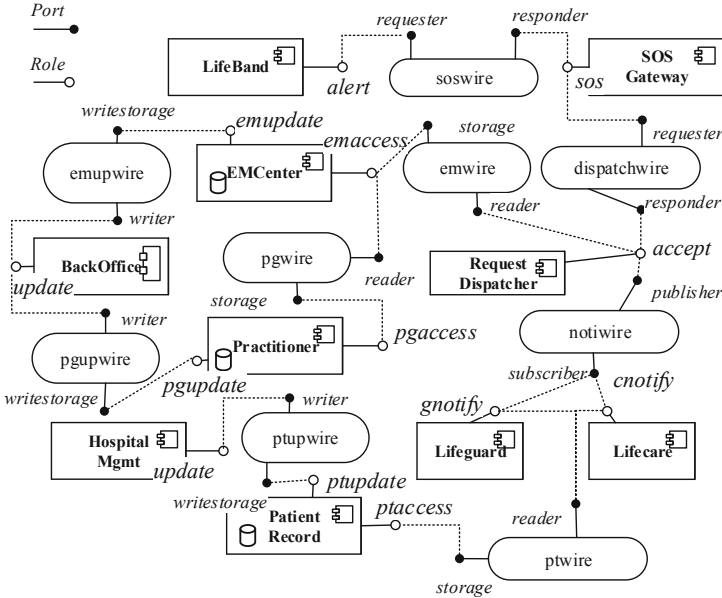 Port
Role
requester
responder
LifeBand
alert
soswire
sos
SOS
Gateway
writestorage
emupdate
emaccess
storage
requester
emupwire
EMCenter
emwire
dispatchwire
writer
reader
responder
BackOffice
update
pgwire
reader
Request
Dispatcher
accept
storage
publisher
writer
pgupwire
Practitioner
pgaccess
notiwire
pgupdate
writestorage
subscriber
cnotify
writer
gnotify
Hospital
Mgmt
update
ptupwire
Lifeguard
Lifecare
ptupdate
writestorage
ptaccess
Patient
Record
reader
ptwire
storage